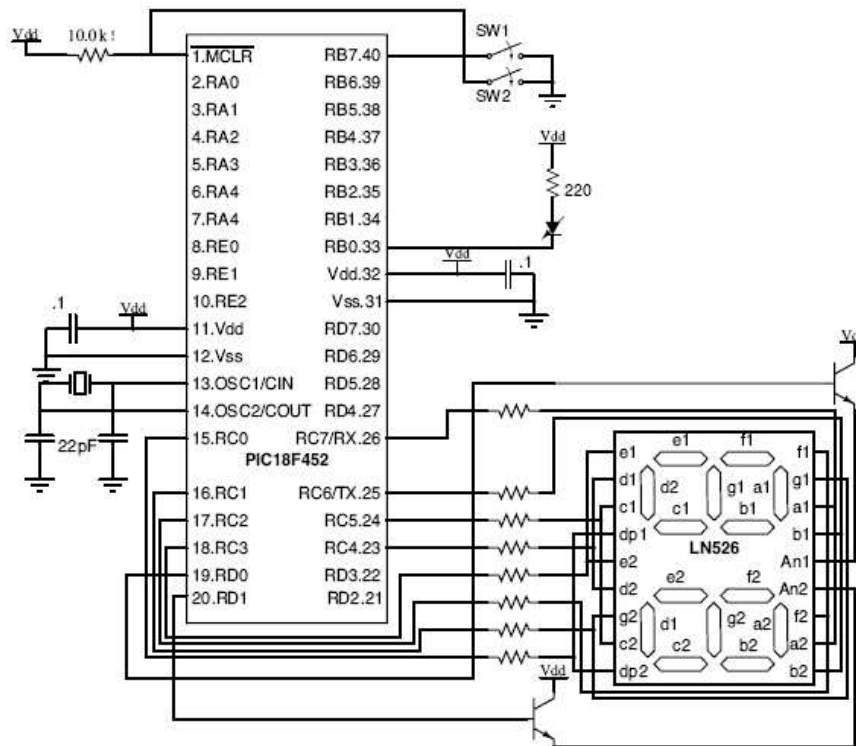 Vdd
10.0k!
SW1
SW2
1.MCLR RB7.40
2.RA0 RB6.39
3.RA1 RB5.38
4.RA2 RB4.37
5.RA3 RB3.36
6.RA4 RB2.35
7.RA4 RB1.34
8.RE0 RB0.33
9.RE1 Vdd.32
10.RE2 Vss.31
11.Vdd RD7.30
12.Vss RD6.29
13.OSC1/CIN RD5.28
14.OSC2/COUT RD4.27
15.RC0 RC7/RX.26
PIC18F452
16.RC1 RC6/TX.25
17.RC2 RC5.24
18.RC3 RC4.23
19.RD0 RD3.22
20.RD1 RD2.21
Vdd
220
Vdd
.1
.1
Vdd
22pF
e1 f1
e1 f1
d1 g1
d2 g1 a1
c1 a1
c1 b1
dp1 b1
LN526
e2 An1
e2 f2
d2 An2
g2 f2
d1 g2 a2
c2 a2
c2 b2
dp2 b2
Vdd